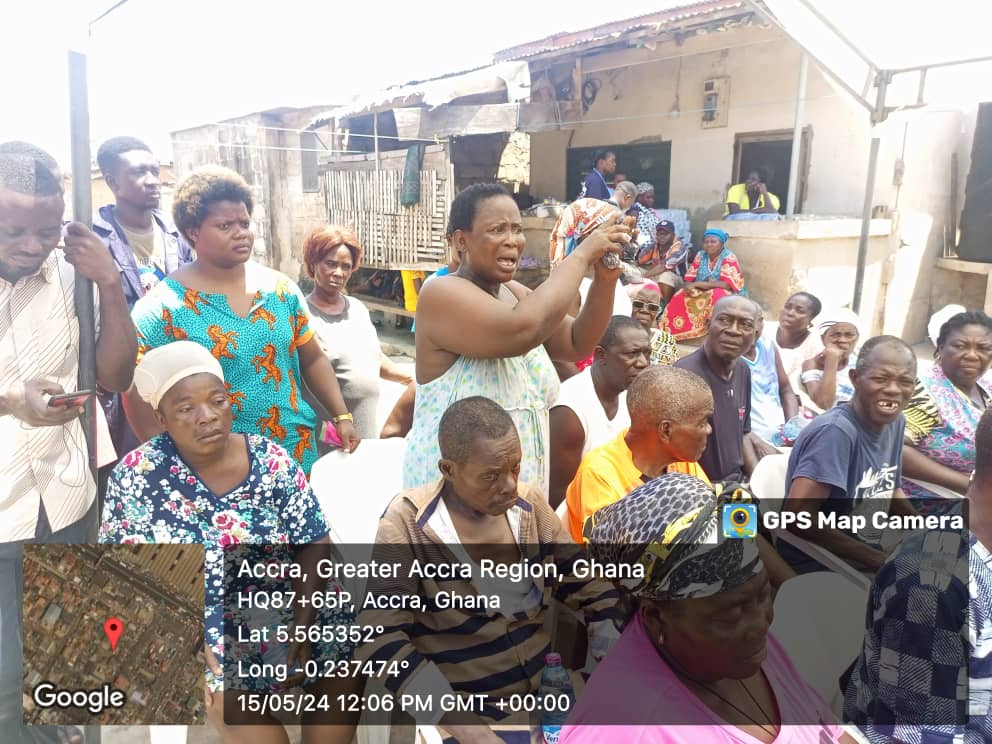 GPS Map Camera
Accra, Greater Accra Region, Ghana
HQ87+65P, Accra, Ghana
Lat 5.565352°
Long -0.237474°
15/05/24 12:06 PM GMT +00:00
Google